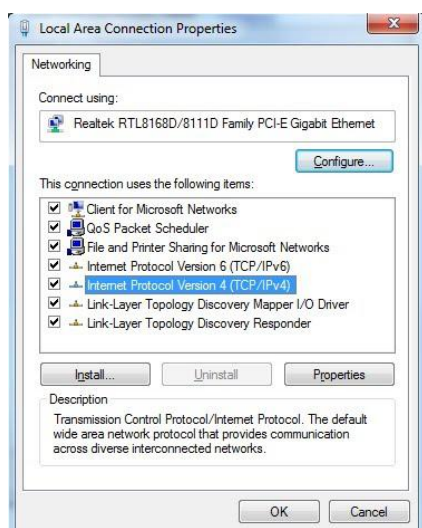 Local Area Connection Properties
Networking
Connect using:
Realtek RTL8168D/8111D Family PCI-E Gigabit Ethernet
Configure...
This connection uses the following items:
Client for Microsoft Networks
QoS Packet Scheduler
File and Printer Sharing for Microsoft Networks
Internet Protocol Version 6 (TCP/IPv6)
Internet Protocol Version 4 (TCP/IPv4)
Link-Layer Topology Discovery Mapper I/O Driver
Link-Layer Topology Discovery Responder
Install... Uninstall Properties
Description
Transmission Control Protocol/Internet Protocol. The default
wide area network protocol that provides communication
across diverse interconnected networks.
OK Cancel